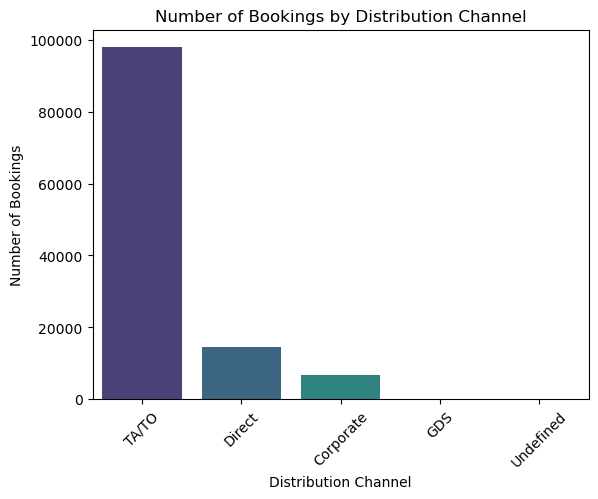 Number of Bookings by Distribution Channel
Number of Bookings
100000
80000
60000
40000
20000
0
TA/TO
Direct
Corporate
GDS
Undefined
Distribution Channel